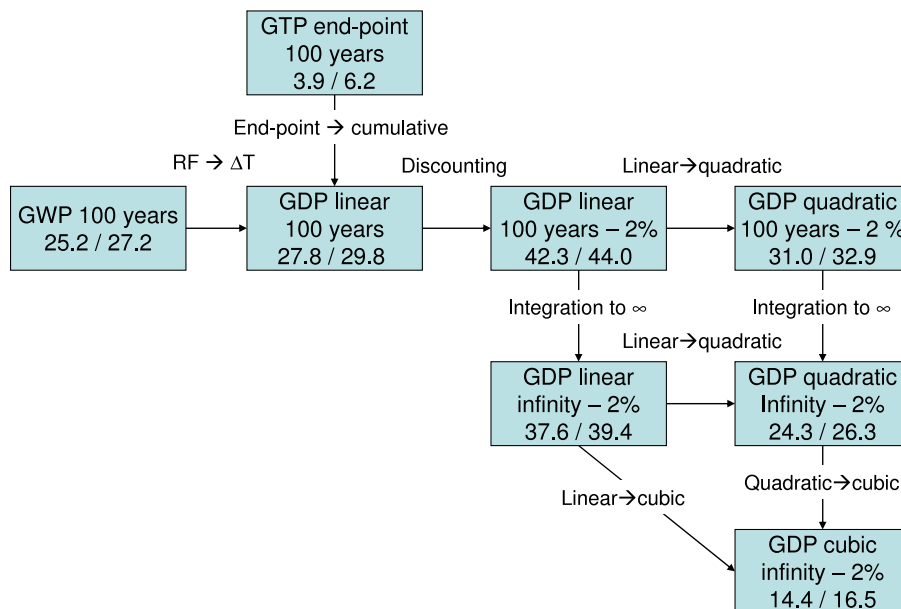 GTP end-point
100 years
3.9 / 6.2
End-point → cumulative
RF → ΔT
Discounting
Linear→quadratic
GWP 100 years
25.2 / 27.2
GDP linear
100 years
27.8 / 29.8
GDP linear
100 years – 2%
42.3 / 44.0
GDP quadratic
100 years – 2 %
31.0 / 32.9
Integration to ∞
Integration to ∞
Linear→quadratic
GDP linear
infinity – 2%
37.6 / 39.4
GDP quadratic
Infinity – 2%
24.3 / 26.3
Linear→cubic
Quadratic→cubic
GDP cubic
infinity – 2%
14.4 / 16.5